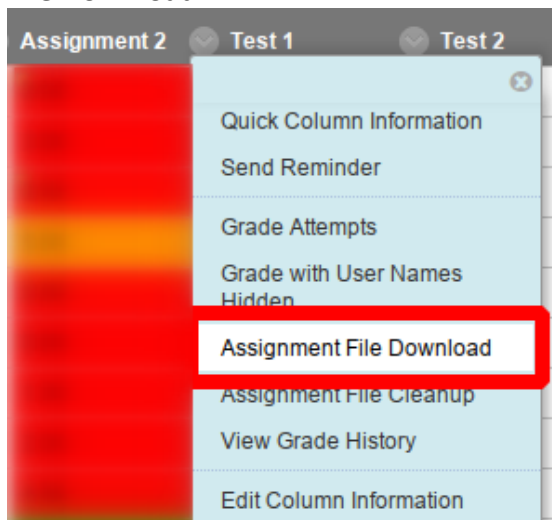 Assignment 2 Test 1 Test 2
Quick Column Information
Send Reminder
Grade Attempts
Grade with User Names
Hidden
Assignment File Download
Assignment File Cleanup
View Grade History
Edit Column Information